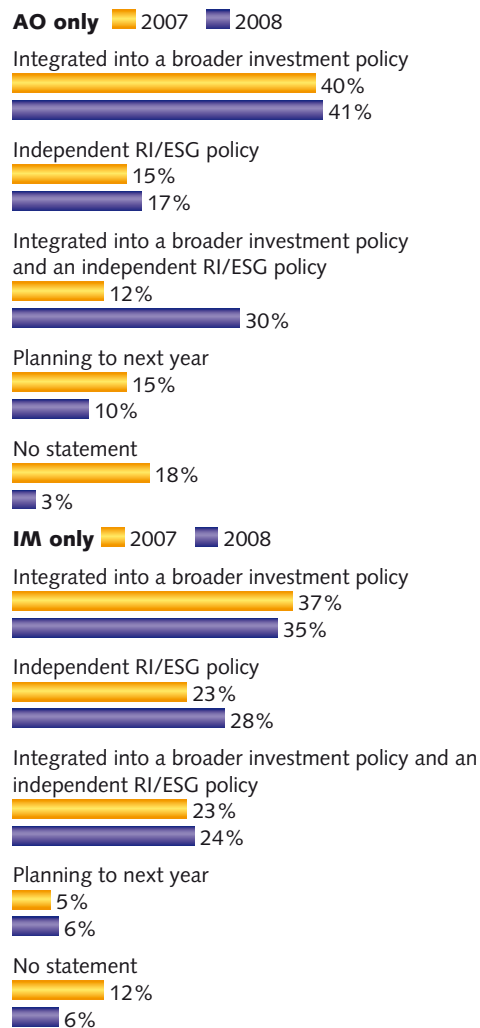 AO only 2007 2008
Integrated into a broader investment policy
40%
41%
Independent RI/ESG policy
15%
17%
Integrated into a broader investment policy
and an independent RI/ESG policy
12%
30%
Planning to next year
15%
10%
No statement
18%
3%
IM only 2007 2008
Integrated into a broader investment policy
37%
35%
Independent RI/ESG policy
23%
28%
Integrated into a broader investment policy and an
independent RI/ESG policy
23%
24%
Planning to next year
5%
6%
No statement
12%
6%